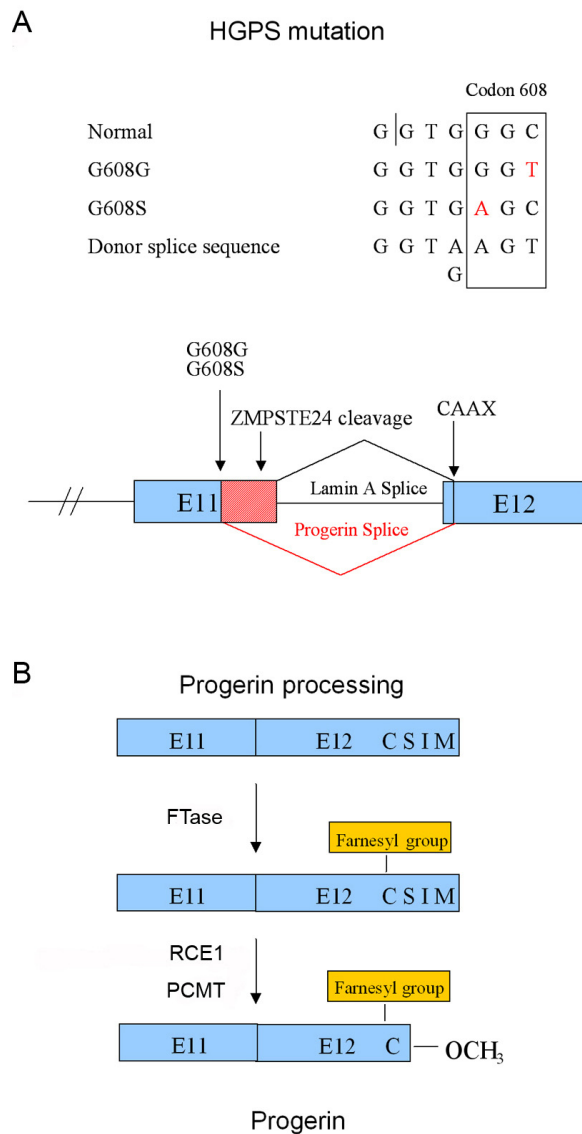 A
HGPS mutation
Codon 608
Normal G G T G G G C
G608G G G T G G G T
G608S G G T G A G C
Donor splice sequence G G T A A G T
G
G608G
G608S
ZMPSTE24 cleavage
CAAX
E11
Lamin A Splice
E12
Progerin Splice
B
Progerin processing
E11 E12 C S I M
FTase
Farnesyl group
E11 E12 C S I M
RCE1
PCMT
Farnesyl group
E11 E12 C OCH3
Progerin